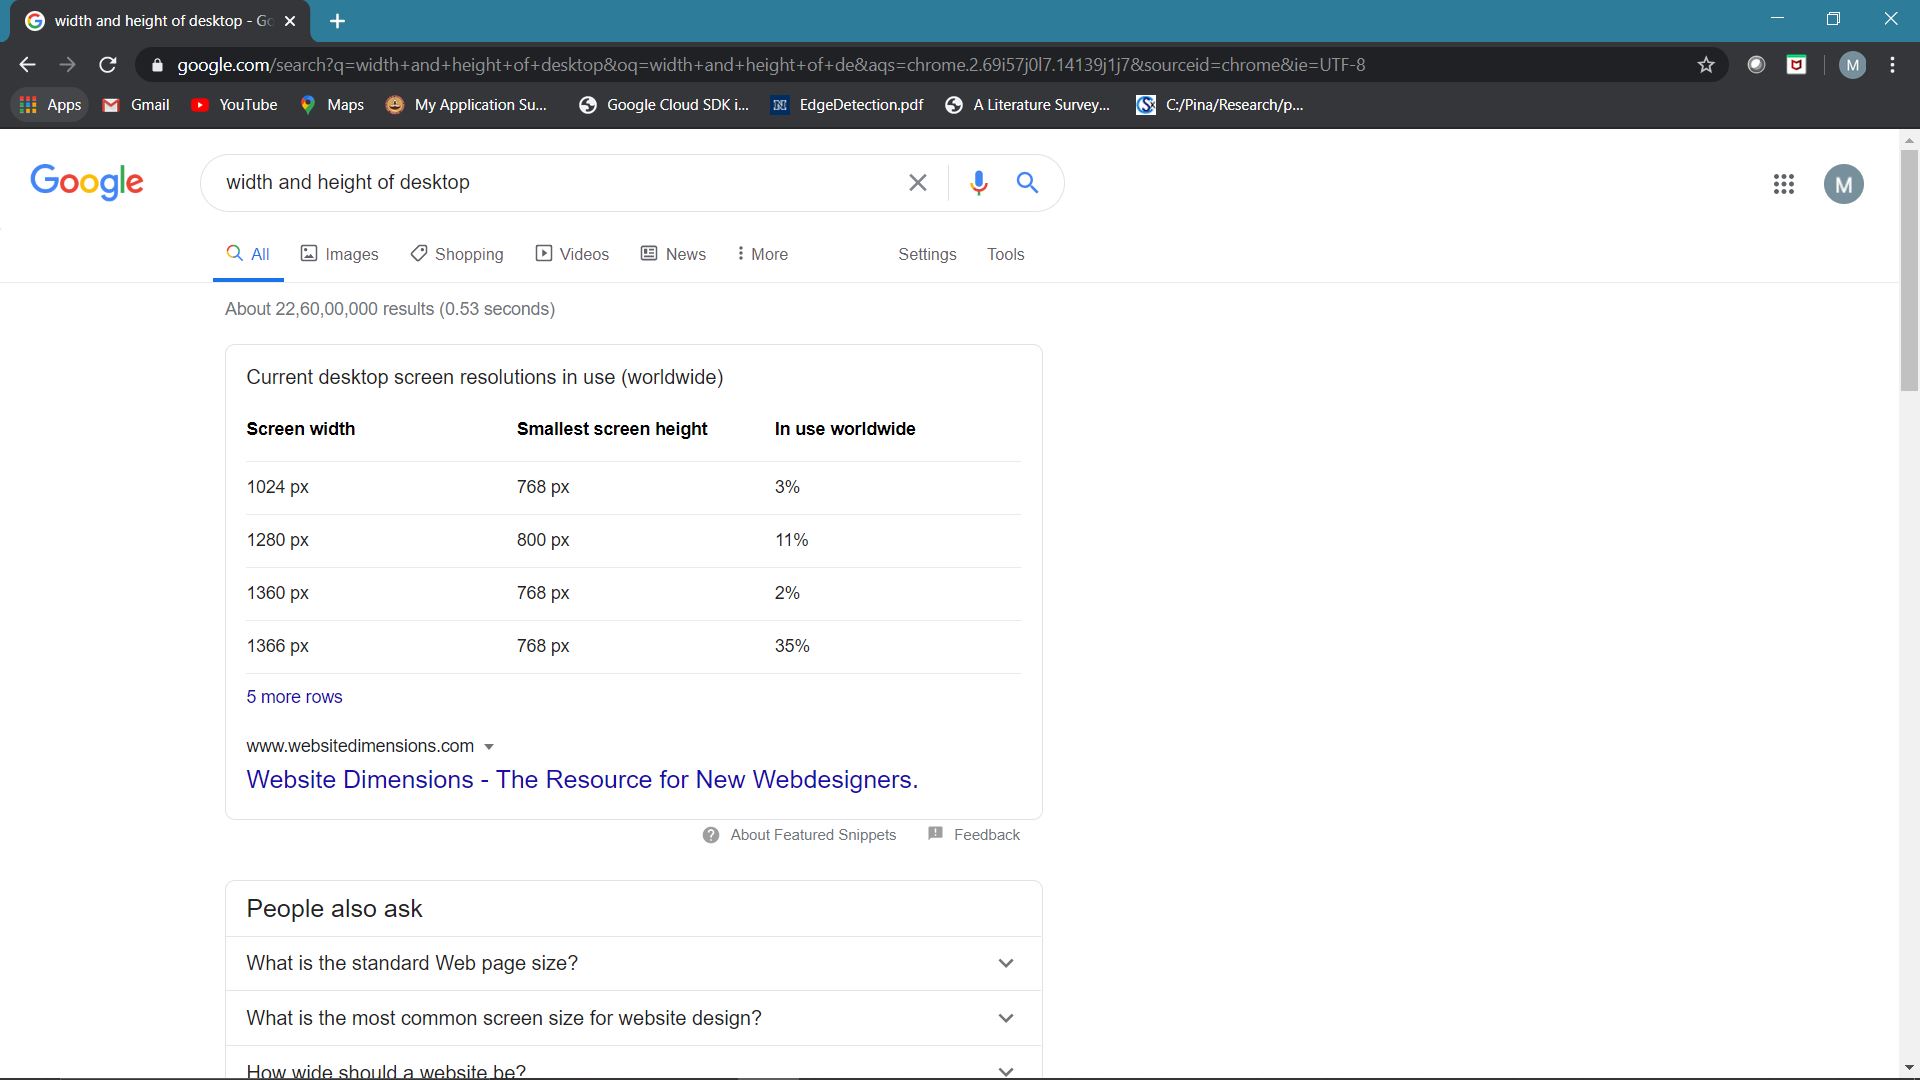 width and height of desktop - Go
google.com/search?q=width+and+height+of+desktop&oq=width+and+height+of+de&aqs=chrome.2.69i57j0l7.14139j1j7&sourceid=chrome&ie=UTF-8
M
Apps Gmail YouTube Maps My Application Su... Google Cloud SDK i... EdgeDetection.pdf A Literature Survey... C:/Pina/Research/p...
Google width and height of desktop M
All Images Shopping Videos News More Settings Tools
About 22,60,00,000 results (0.53 seconds)
Current desktop screen resolutions in use (worldwide)
Screen width Smallest screen height In use worldwide
1024 px 768 px 3%
1280 px 800 px 11%
1360 px 768 px 2%
1366 px 768 px 35%
5 more rows
www.websitedimensions.com
Website Dimensions - The Resource for New Webdesigners.
About Featured Snippets Feedback
People also ask
What is the standard Web page size?
What is the most common screen size for website design?
How wide should a website be?